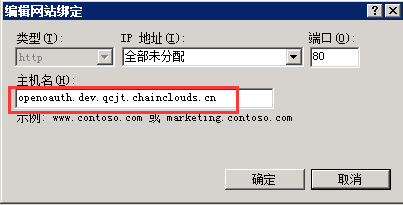 编辑网站绑定
类型(T): IP 地址(I): 端口(O):
http 全部未分配 80
主机名(H):
openoauth.dev.qcjt.chainclouds.cn
示例: www.contoso.com 或 marketing.contoso.com
确定 取消